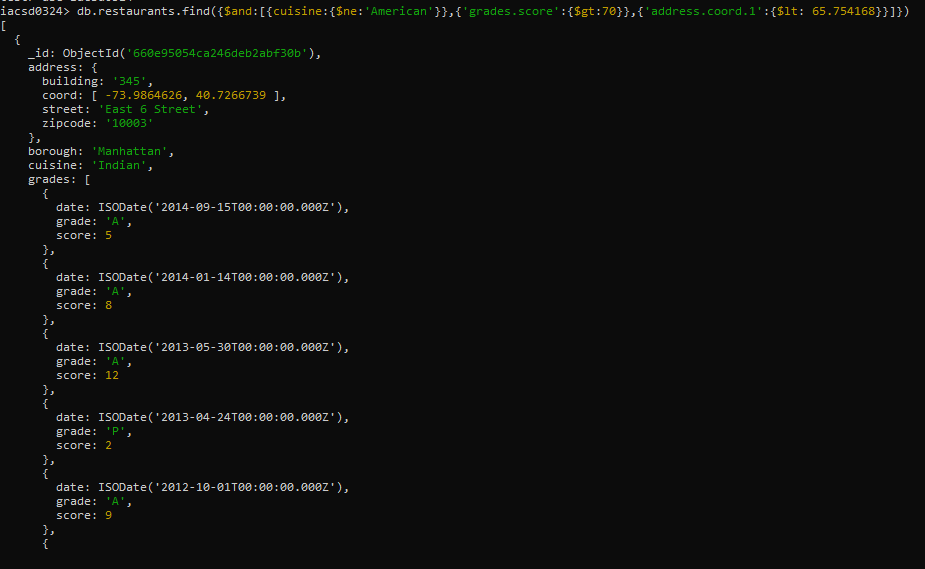 iacsd0324> db.restaurants.find({$and:[{cuisine:{$ne:'American'}},{'grades.score':{$gt:70}},{'address.coord.1':{$lt: 65.754168}}]})
[
  {
    _id: ObjectId('660e95054ca246deb2abf30b'),
    address: {
      building: '345',
      coord: [ -73.9864626, 40.7266739 ],
      street: 'East 6 Street',
      zipcode: '10003'
    },
    borough: 'Manhattan',
    cuisine: 'Indian',
    grades: [
      {
        date: ISODate('2014-09-15T00:00:00.000Z'),
        grade: 'A',
        score: 5
      },
      {
        date: ISODate('2014-01-14T00:00:00.000Z'),
        grade: 'A',
        score: 8
      },
      {
        date: ISODate('2013-05-30T00:00:00.000Z'),
        grade: 'A',
        score: 12
      },
      {
        date: ISODate('2013-04-24T00:00:00.000Z'),
        grade: 'P',
        score: 2
      },
      {
        date: ISODate('2012-10-01T00:00:00.000Z'),
        grade: 'A',
        score: 9
      },
      {